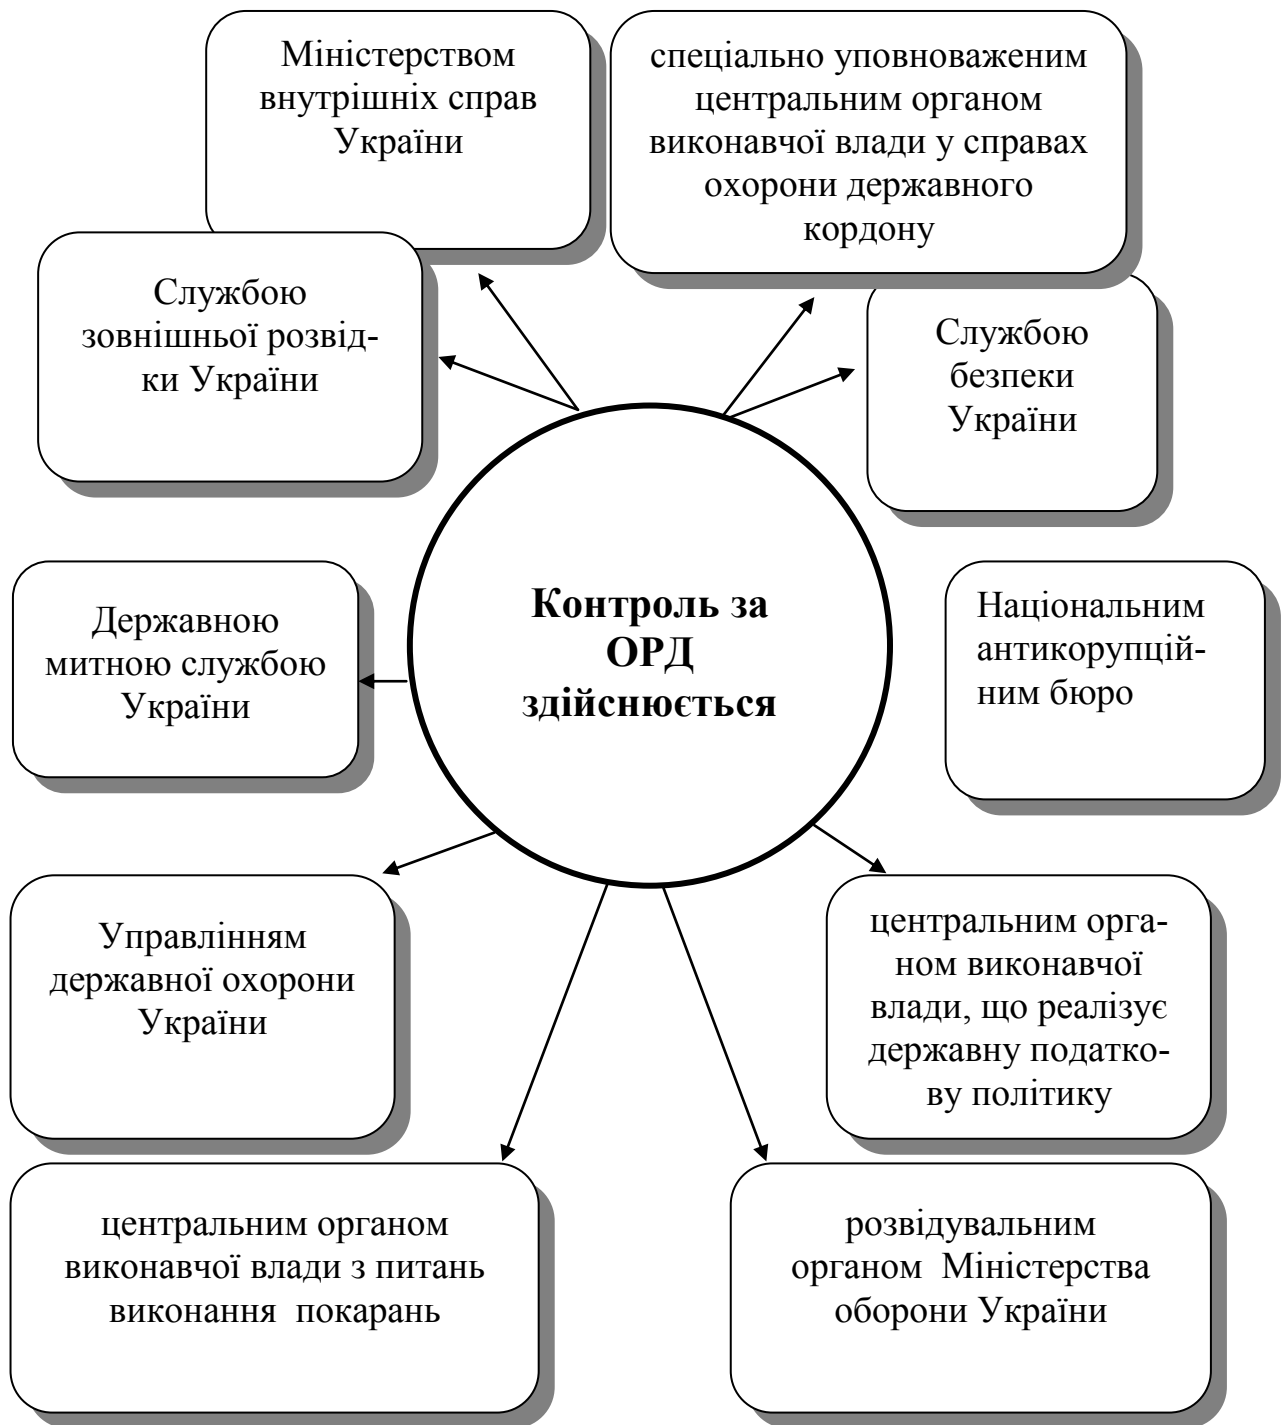 Міністерством
внутрішніх справ
України
спеціально уповноваженим
центральним органом
виконавчої влади у справах
охорони державного
кордону
Службою
зовнішньої розвід-
ки України
Службою
безпеки
України
Контроль за
ОРД
здійснюється
Державною
митною службою
України
Національним
антикорупцій-
ним бюро
Управлінням
державної охорони
України
центральним орга-
ном виконавчої
влади, що реалізує
державну податко-
ву політику
центральним органом
виконавчої влади з питань
виконання  покарань
розвідувальним
органом  Міністерства
оборони України